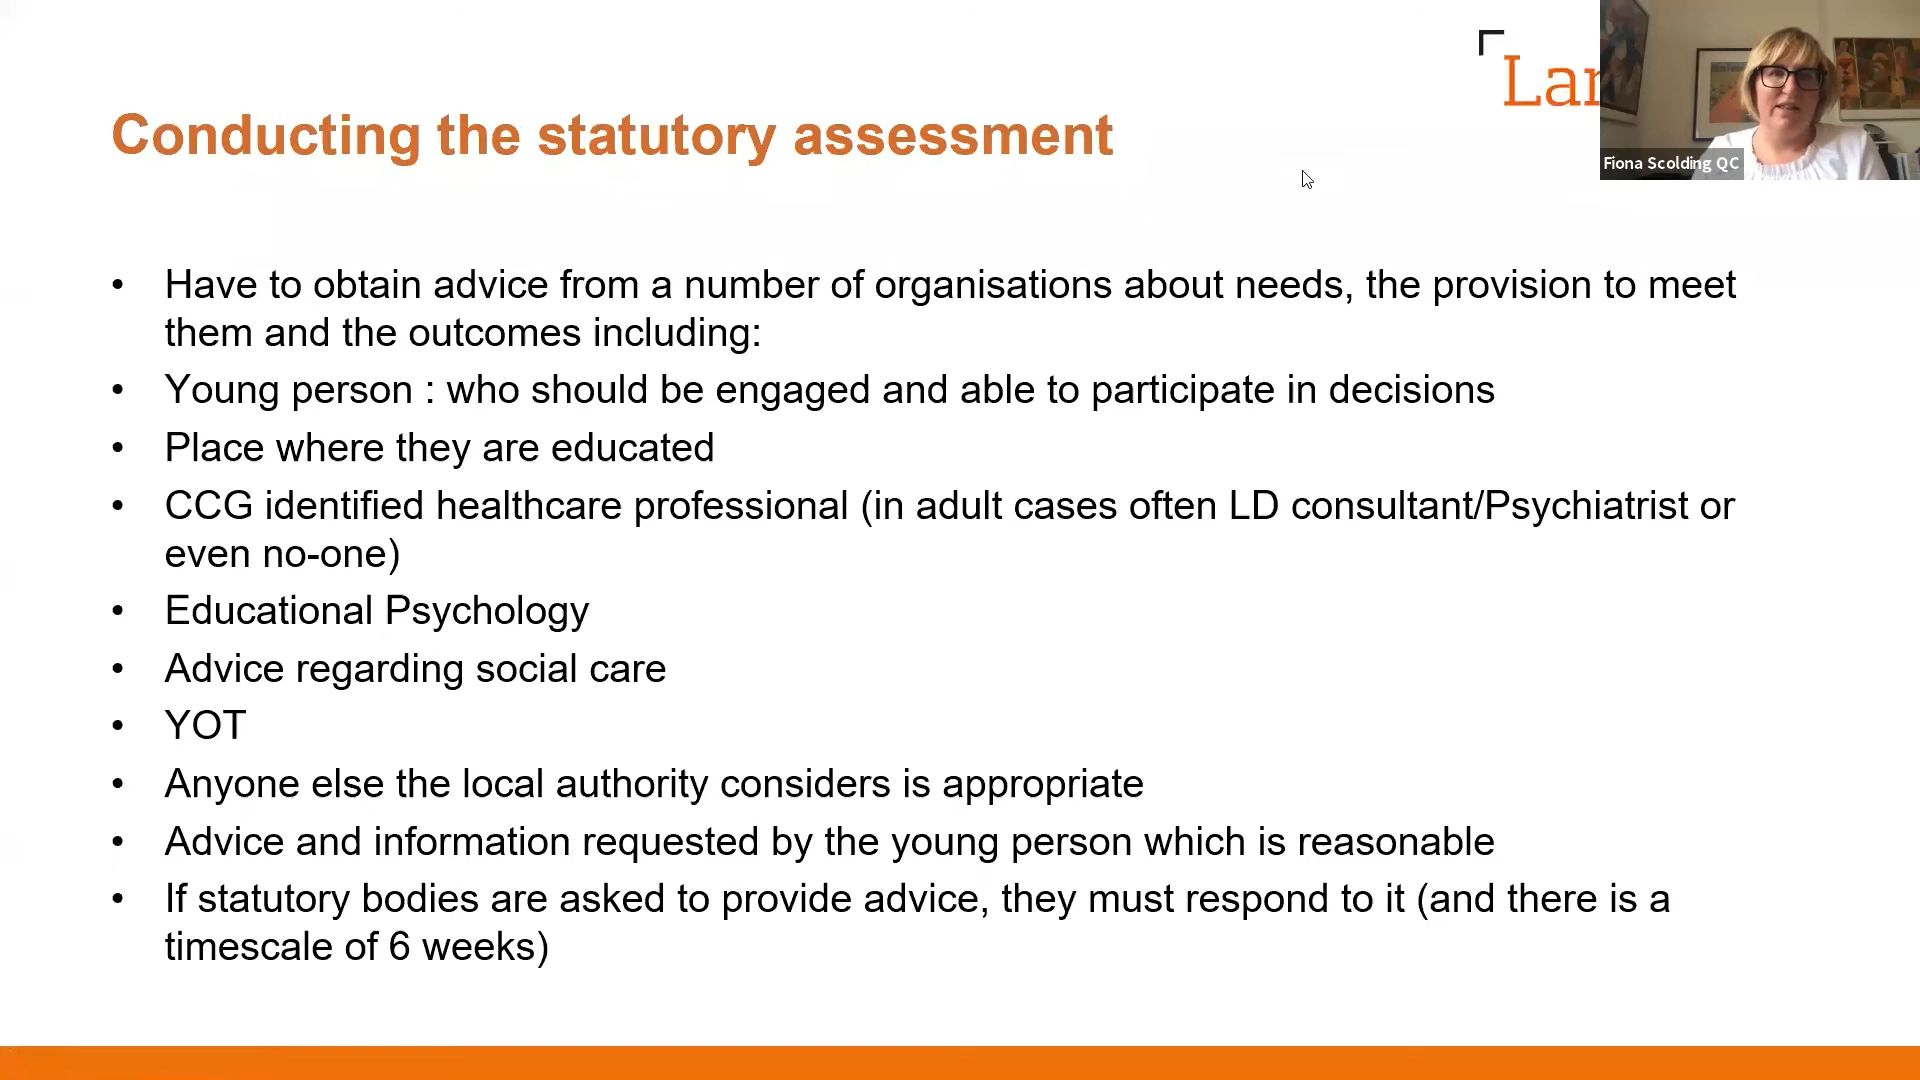 Lan
Fiona Scolding QC
Conducting the statutory assessment
• Have to obtain advice from a number of organisations about needs, the provision to meet
them and the outcomes including:
• Young person : who should be engaged and able to participate in decisions
• Place where they are educated
• CCG identified healthcare professional (in adult cases often LD consultant/Psychiatrist or
even no-one)
• Educational Psychology
• Advice regarding social care
• YOT
• Anyone else the local authority considers is appropriate
• Advice and information requested by the young person which is reasonable
• If statutory bodies are asked to provide advice, they must respond to it (and there is a
timescale of 6 weeks)